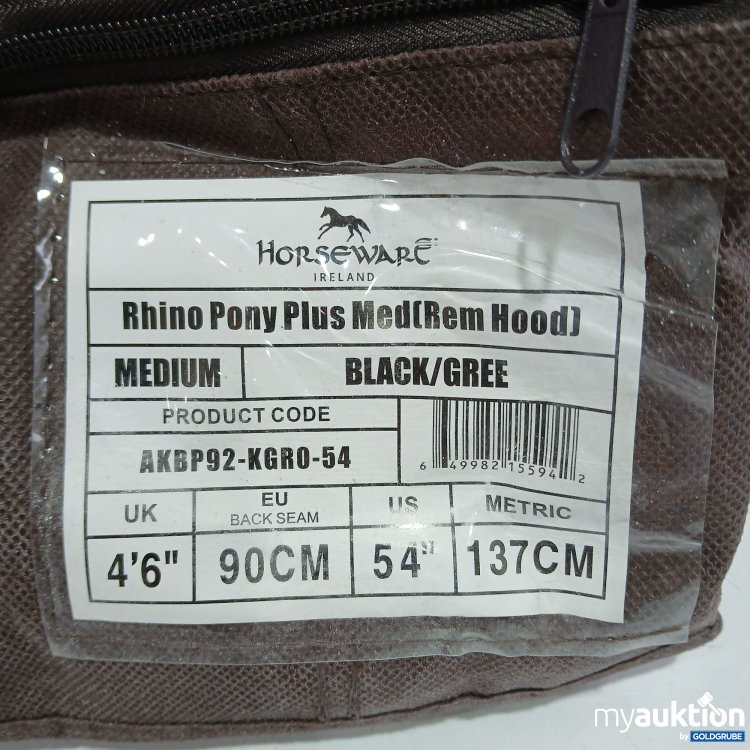 HORSEWARE
IRELAND
Rhino Pony Plus Med(Rem Hood)
MEDIUM BLACK/GREE
PRODUCT CODE
AKBP92-KGR0-54
6 49982 15594 2
UK EU BACK SEAM US METRIC
4'6" 90CM 54" 137CM
myauktion
by GOLDGRUBE